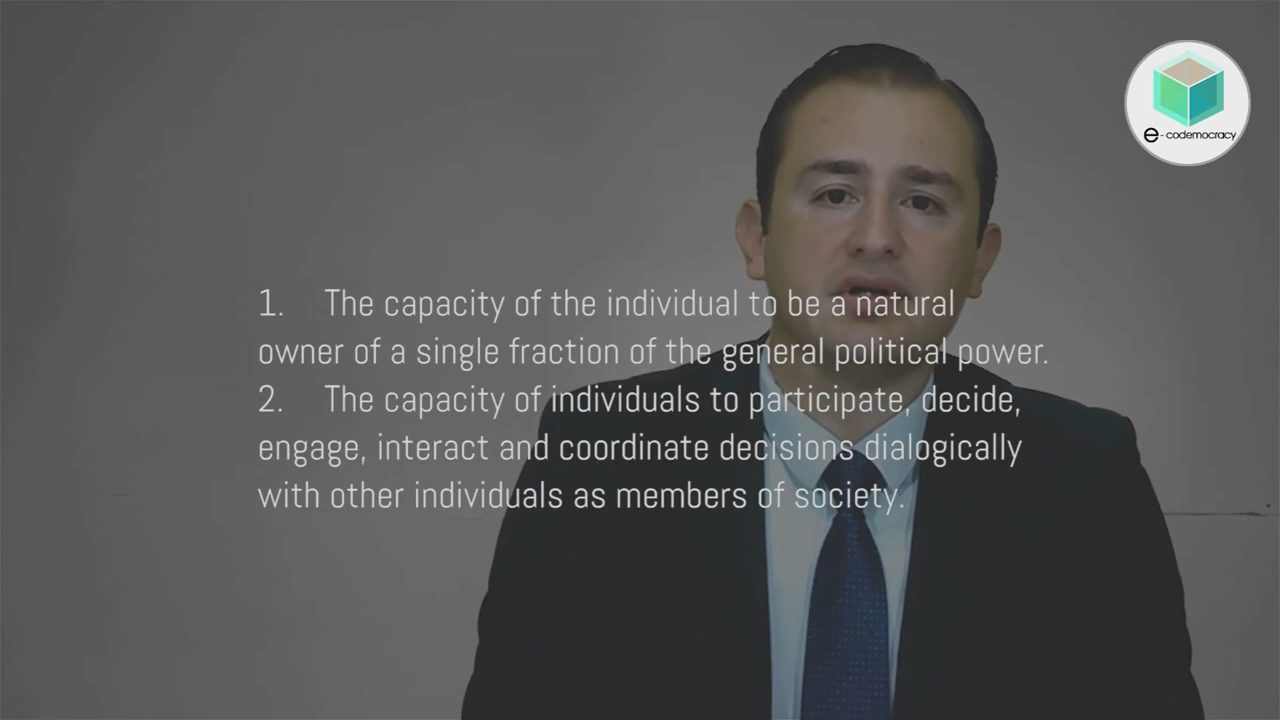 e-codemocracy
1. The capacity of the individual to be a natural
owner of a single fraction of the general political power.
2. The capacity of individuals to participate, decide,
engage, interact and coordinate decisions dialogically
with other individuals as members of society.